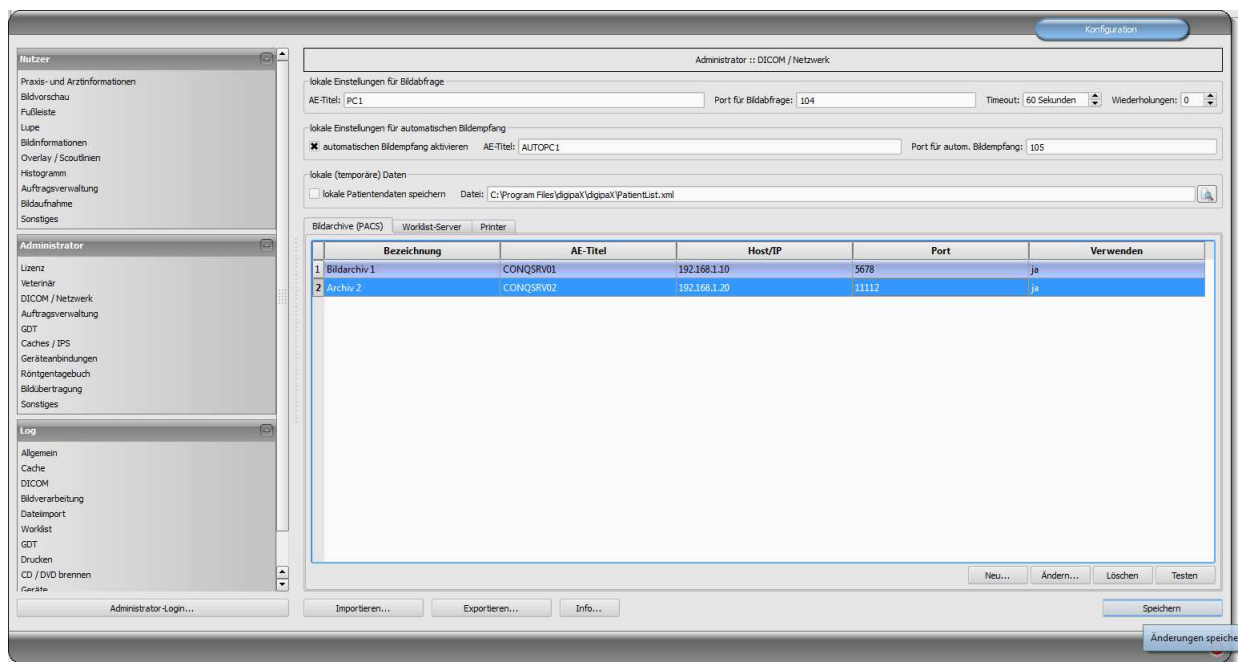 Konfiguration
Nutzer
Praxis- und Arztinformationen
Bildvorschau
Fußleiste
Lupe
Bildinformationen
Overlay / Scoutlinien
Histogramm
Auftragsverwaltung
Bildaufnahme
Sonstiges
Administrator
Lizenz
Veterinär
DICOM / Netzwerk
Auftragsverwaltung
GDT
Caches / IPS
Geräteanbindungen
Röntgentagebuch
Bildübertragung
Sonstiges
Log
Allgemein
Cache
DICOM
Bildverarbeitung
Dateiimport
Worklist
GDT
Drucken
CD / DVD brennen
Geräte
Administrator-Login...
Administrator :: DICOM / Netzwerk
lokale Einstellungen für Bildabfrage
AE-Titel: PC1 Port für Bildabfrage: 104 Timeout: 60 Sekunden Wiederholungen: 0
lokale Einstellungen für automatischen Bildempfang
automatischen Bildempfang aktivieren AE-Titel: AUTOPC1 Port für autom. Bildempfang: 105
lokale (temporäre) Daten
lokale Patientendaten speichern Datei: C:\Program Files\digipaX\digipaX\PatientList.xml
Bildarchive (PACS) Worklist-Server Printer
Bezeichnung AE-Titel Host/IP Port Verwenden
1 Bildarchiv 1 CONQSRV01 192.168.1.10 5678 ja
2 Archiv 2 CONQSRV02 192.168.1.20 11112 ja
Neu... Ändern... Löschen Testen
Importieren... Exportieren... Info... Speichern
Änderungen speiche